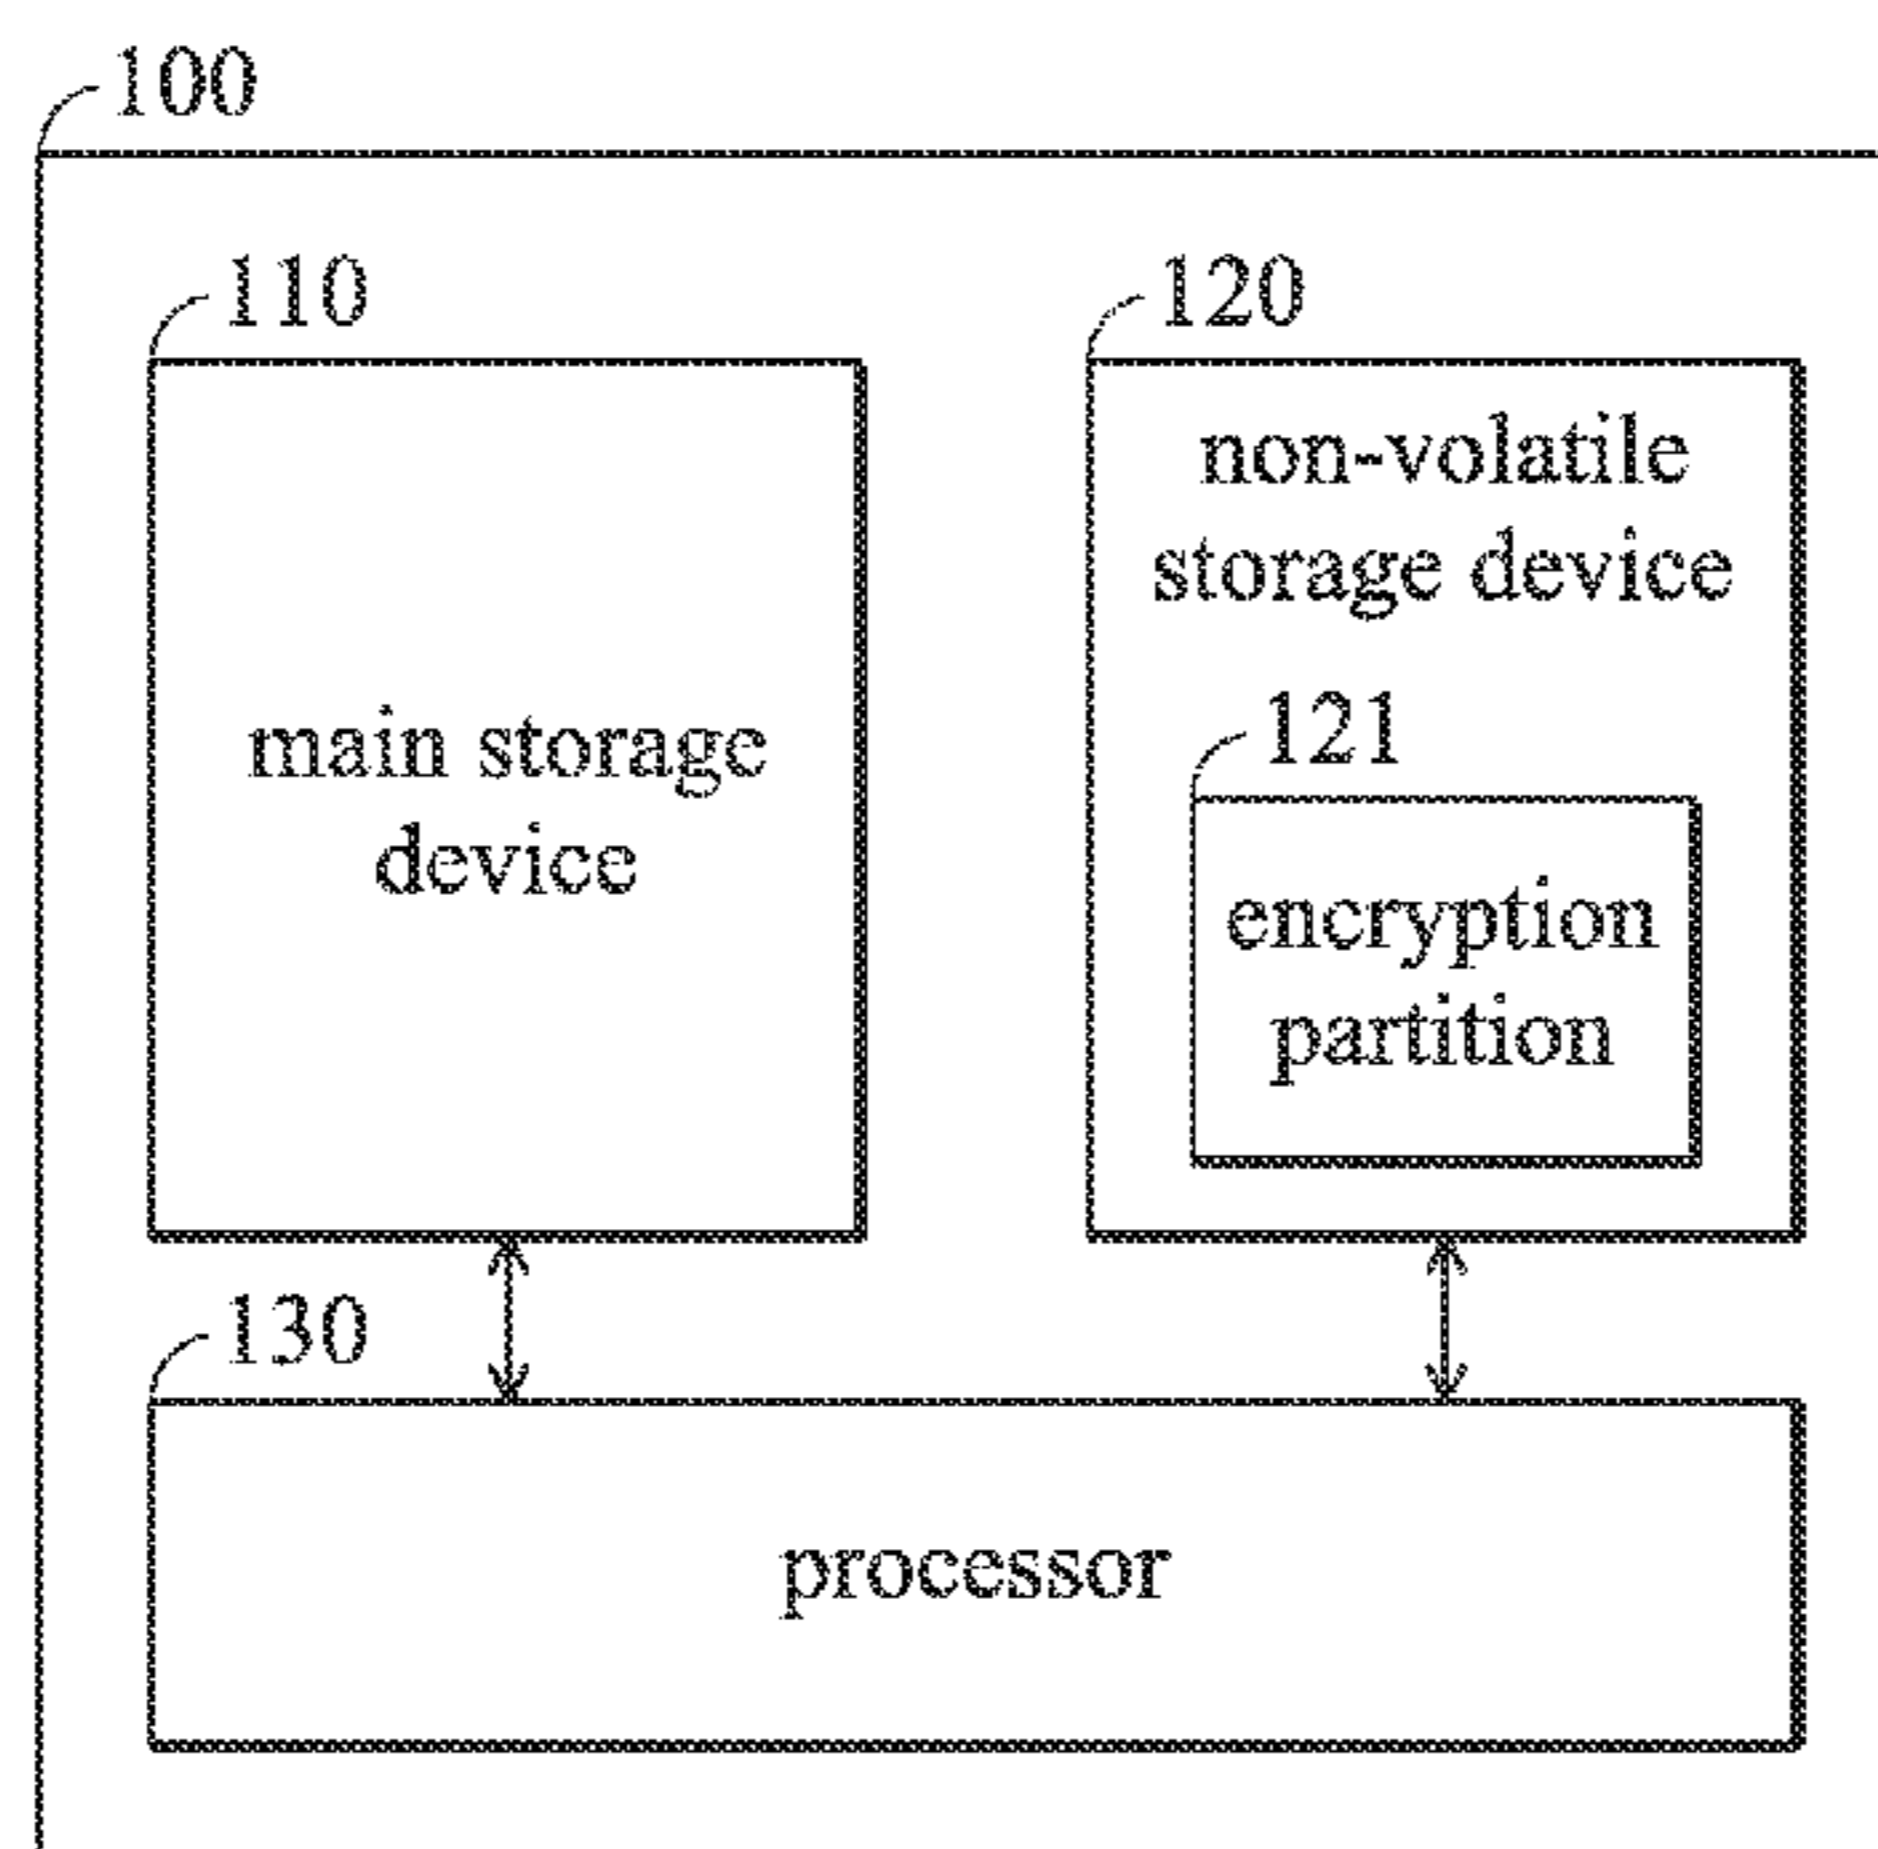 100
110
120
non-volatile
storage device
main storage
device
121
encryption
partition
130
processor